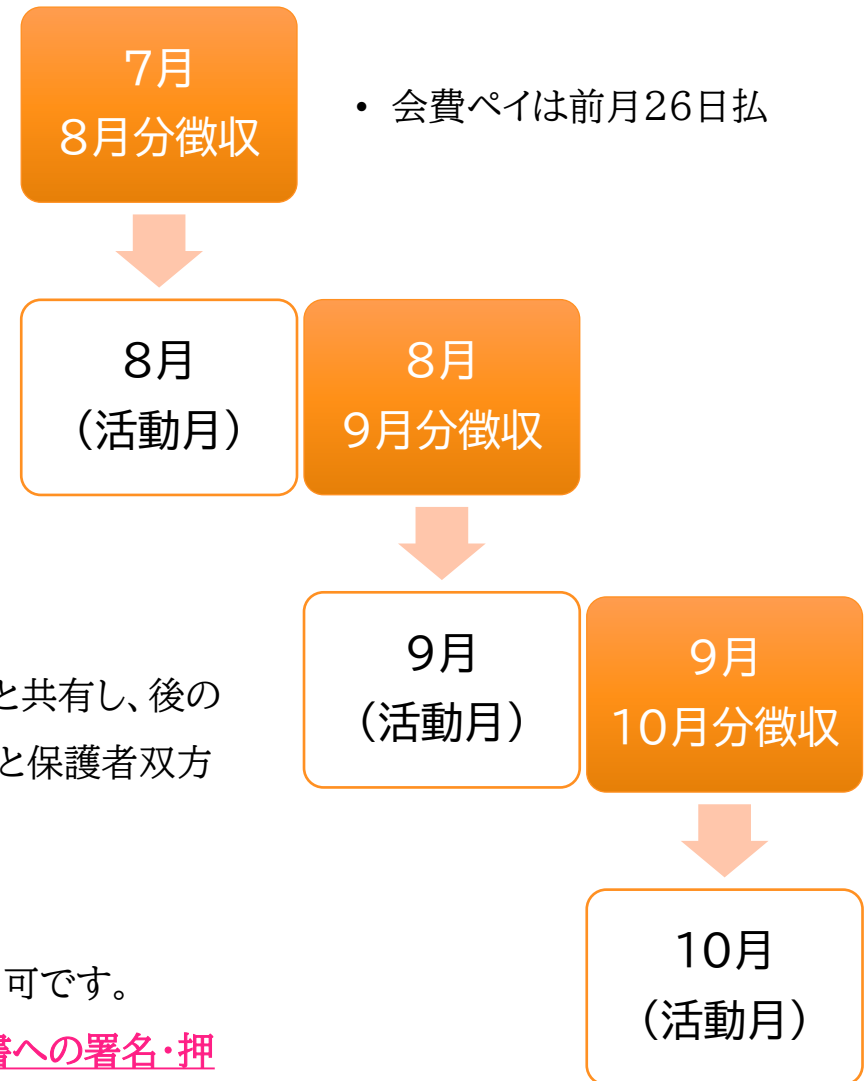 7月
8月分徴収
• 会費ペイは前月26日払
8月
(活動月)
8月
9月分徴収
9月
(活動月)
9月
10月分徴収
と共有し、後の
と保護者双方
10月
(活動月)
可です。
書への署名・押